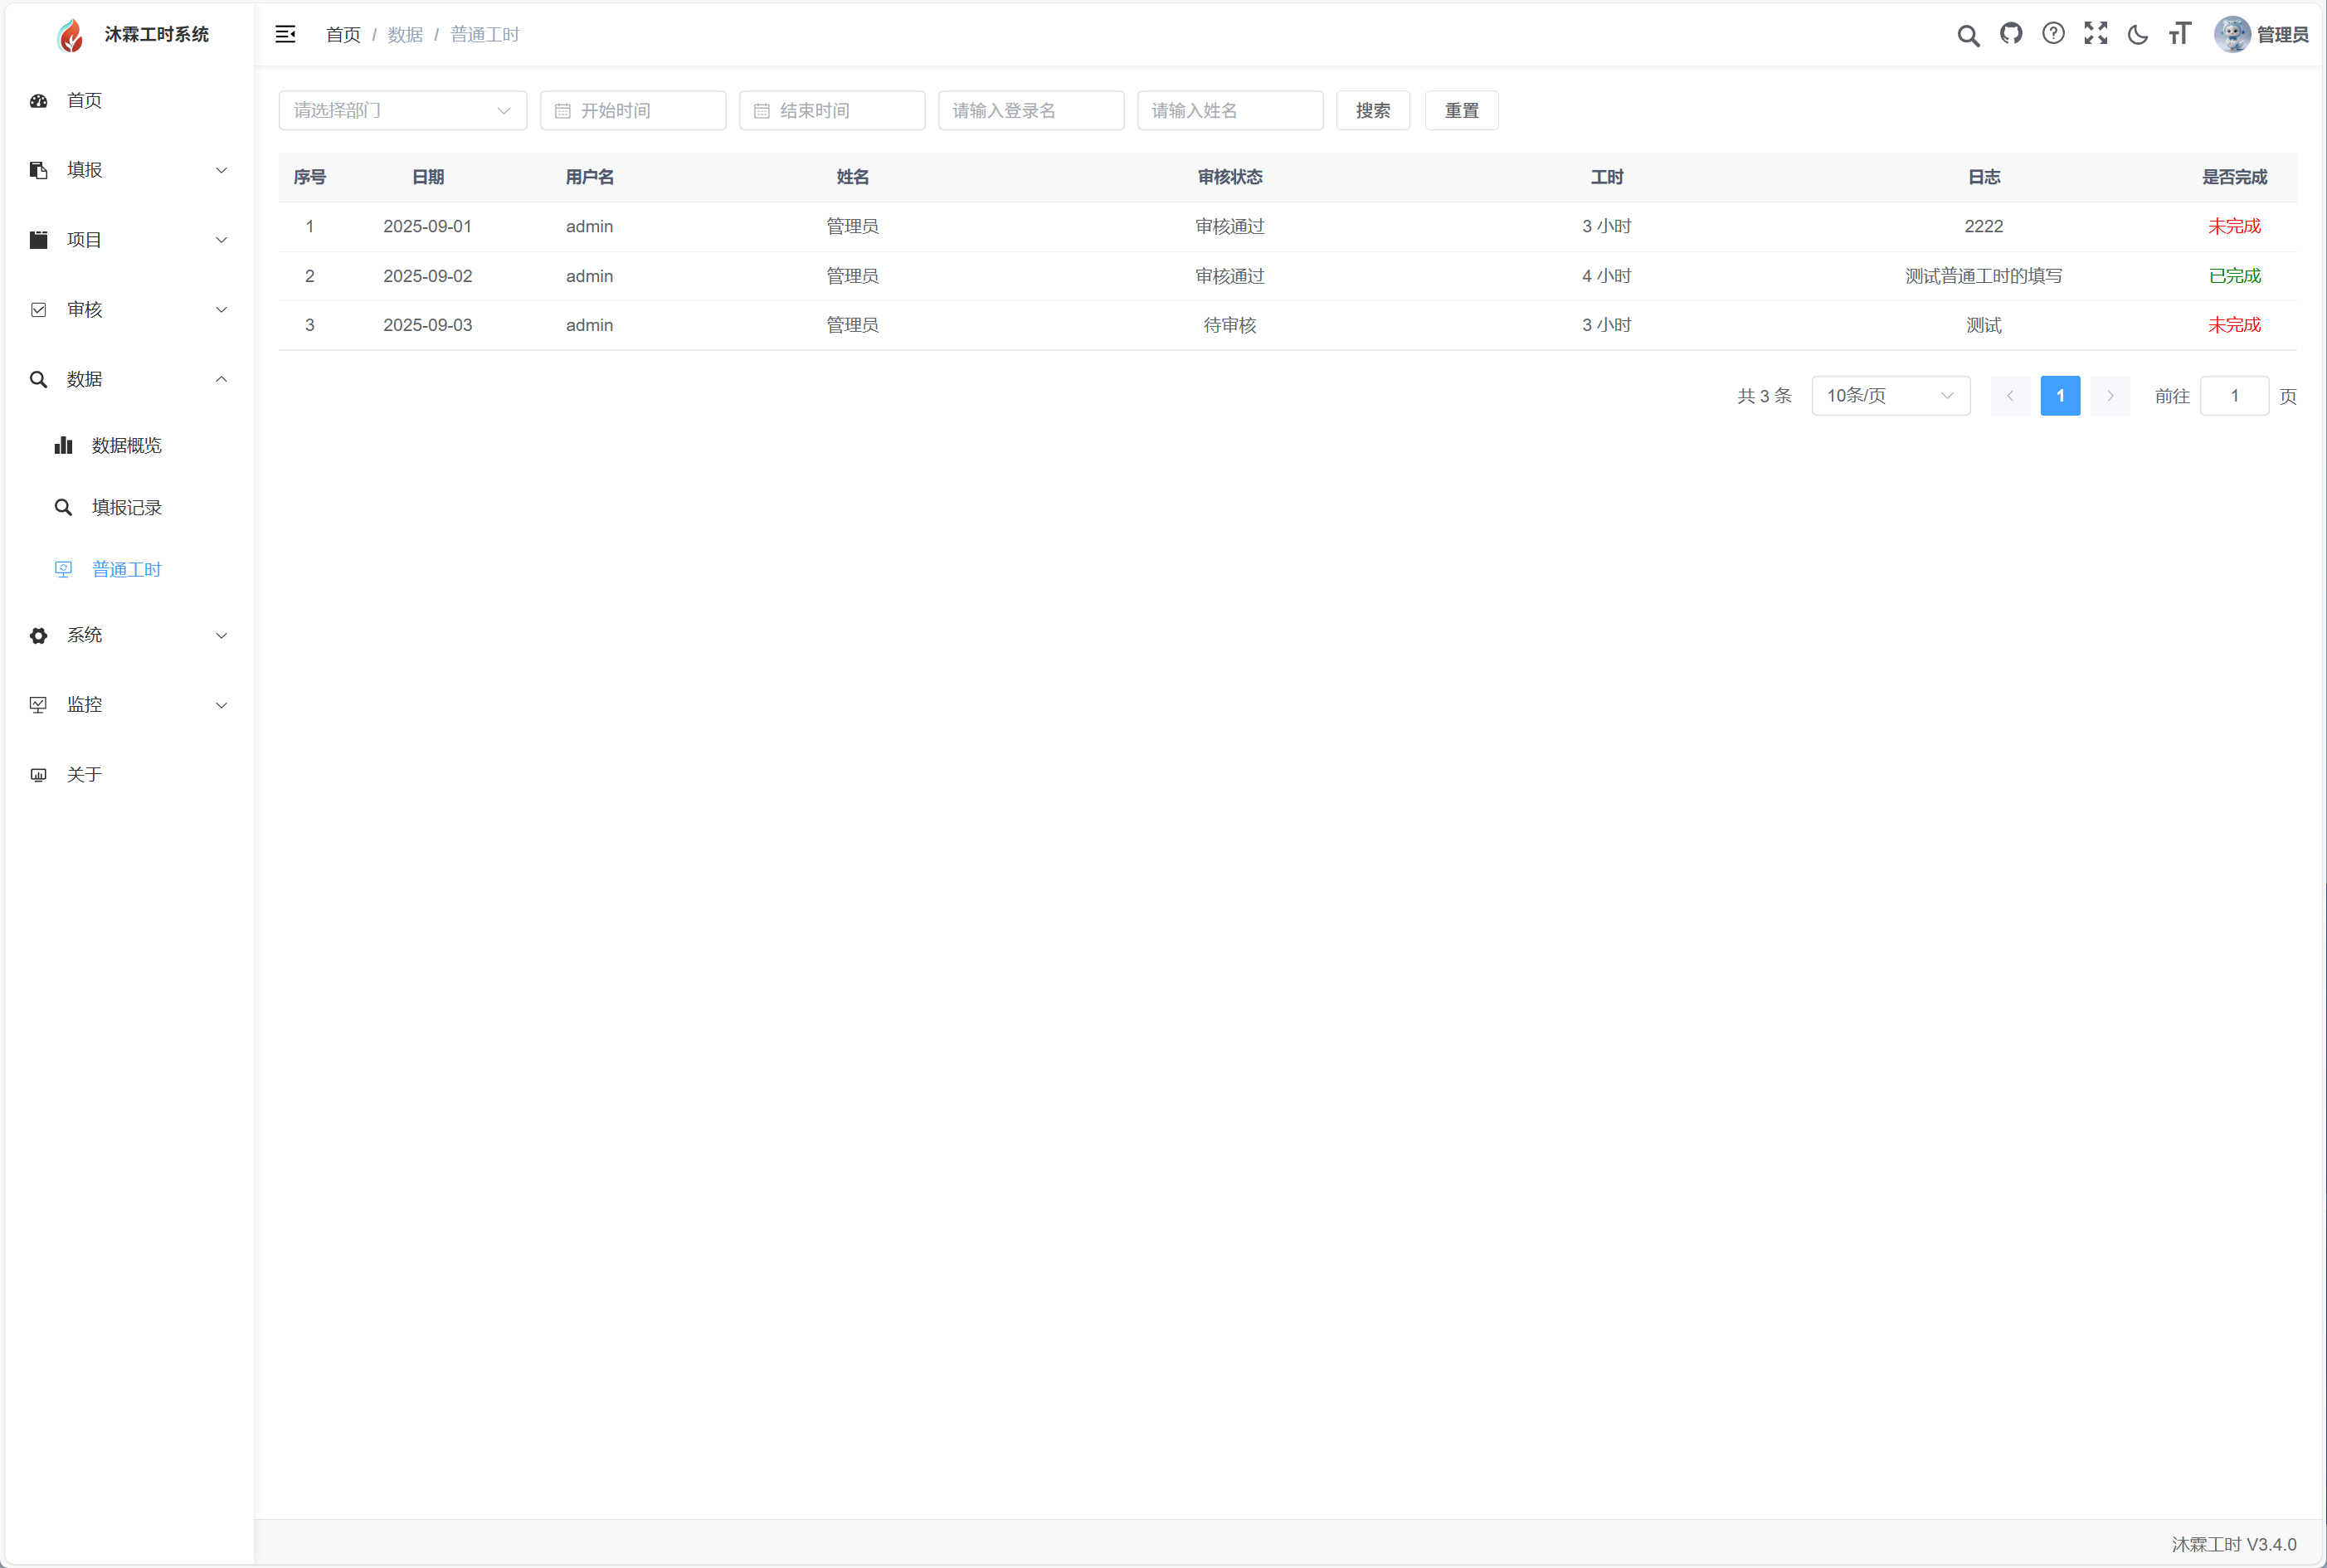 沐霖工时系统
首页 / 数据 / 普通工时
管理员
首页
填报
项目
审核
数据
数据概览
填报记录
普通工时
系统
监控
关于
请选择部门 开始时间 结束时间 请输入登录名 请输入姓名 搜索 重置
序号 日期 用户名 姓名 审核状态 工时 日志 是否完成
1 2025-09-01 admin 管理员 审核通过 3 小时 2222 未完成
2 2025-09-02 admin 管理员 审核通过 4 小时 测试普通工时的填写 已完成
3 2025-09-03 admin 管理员 待审核 3 小时 测试 未完成
共 3 条 10条/页 1 前往 1 页
沐霖工时 V3.4.0